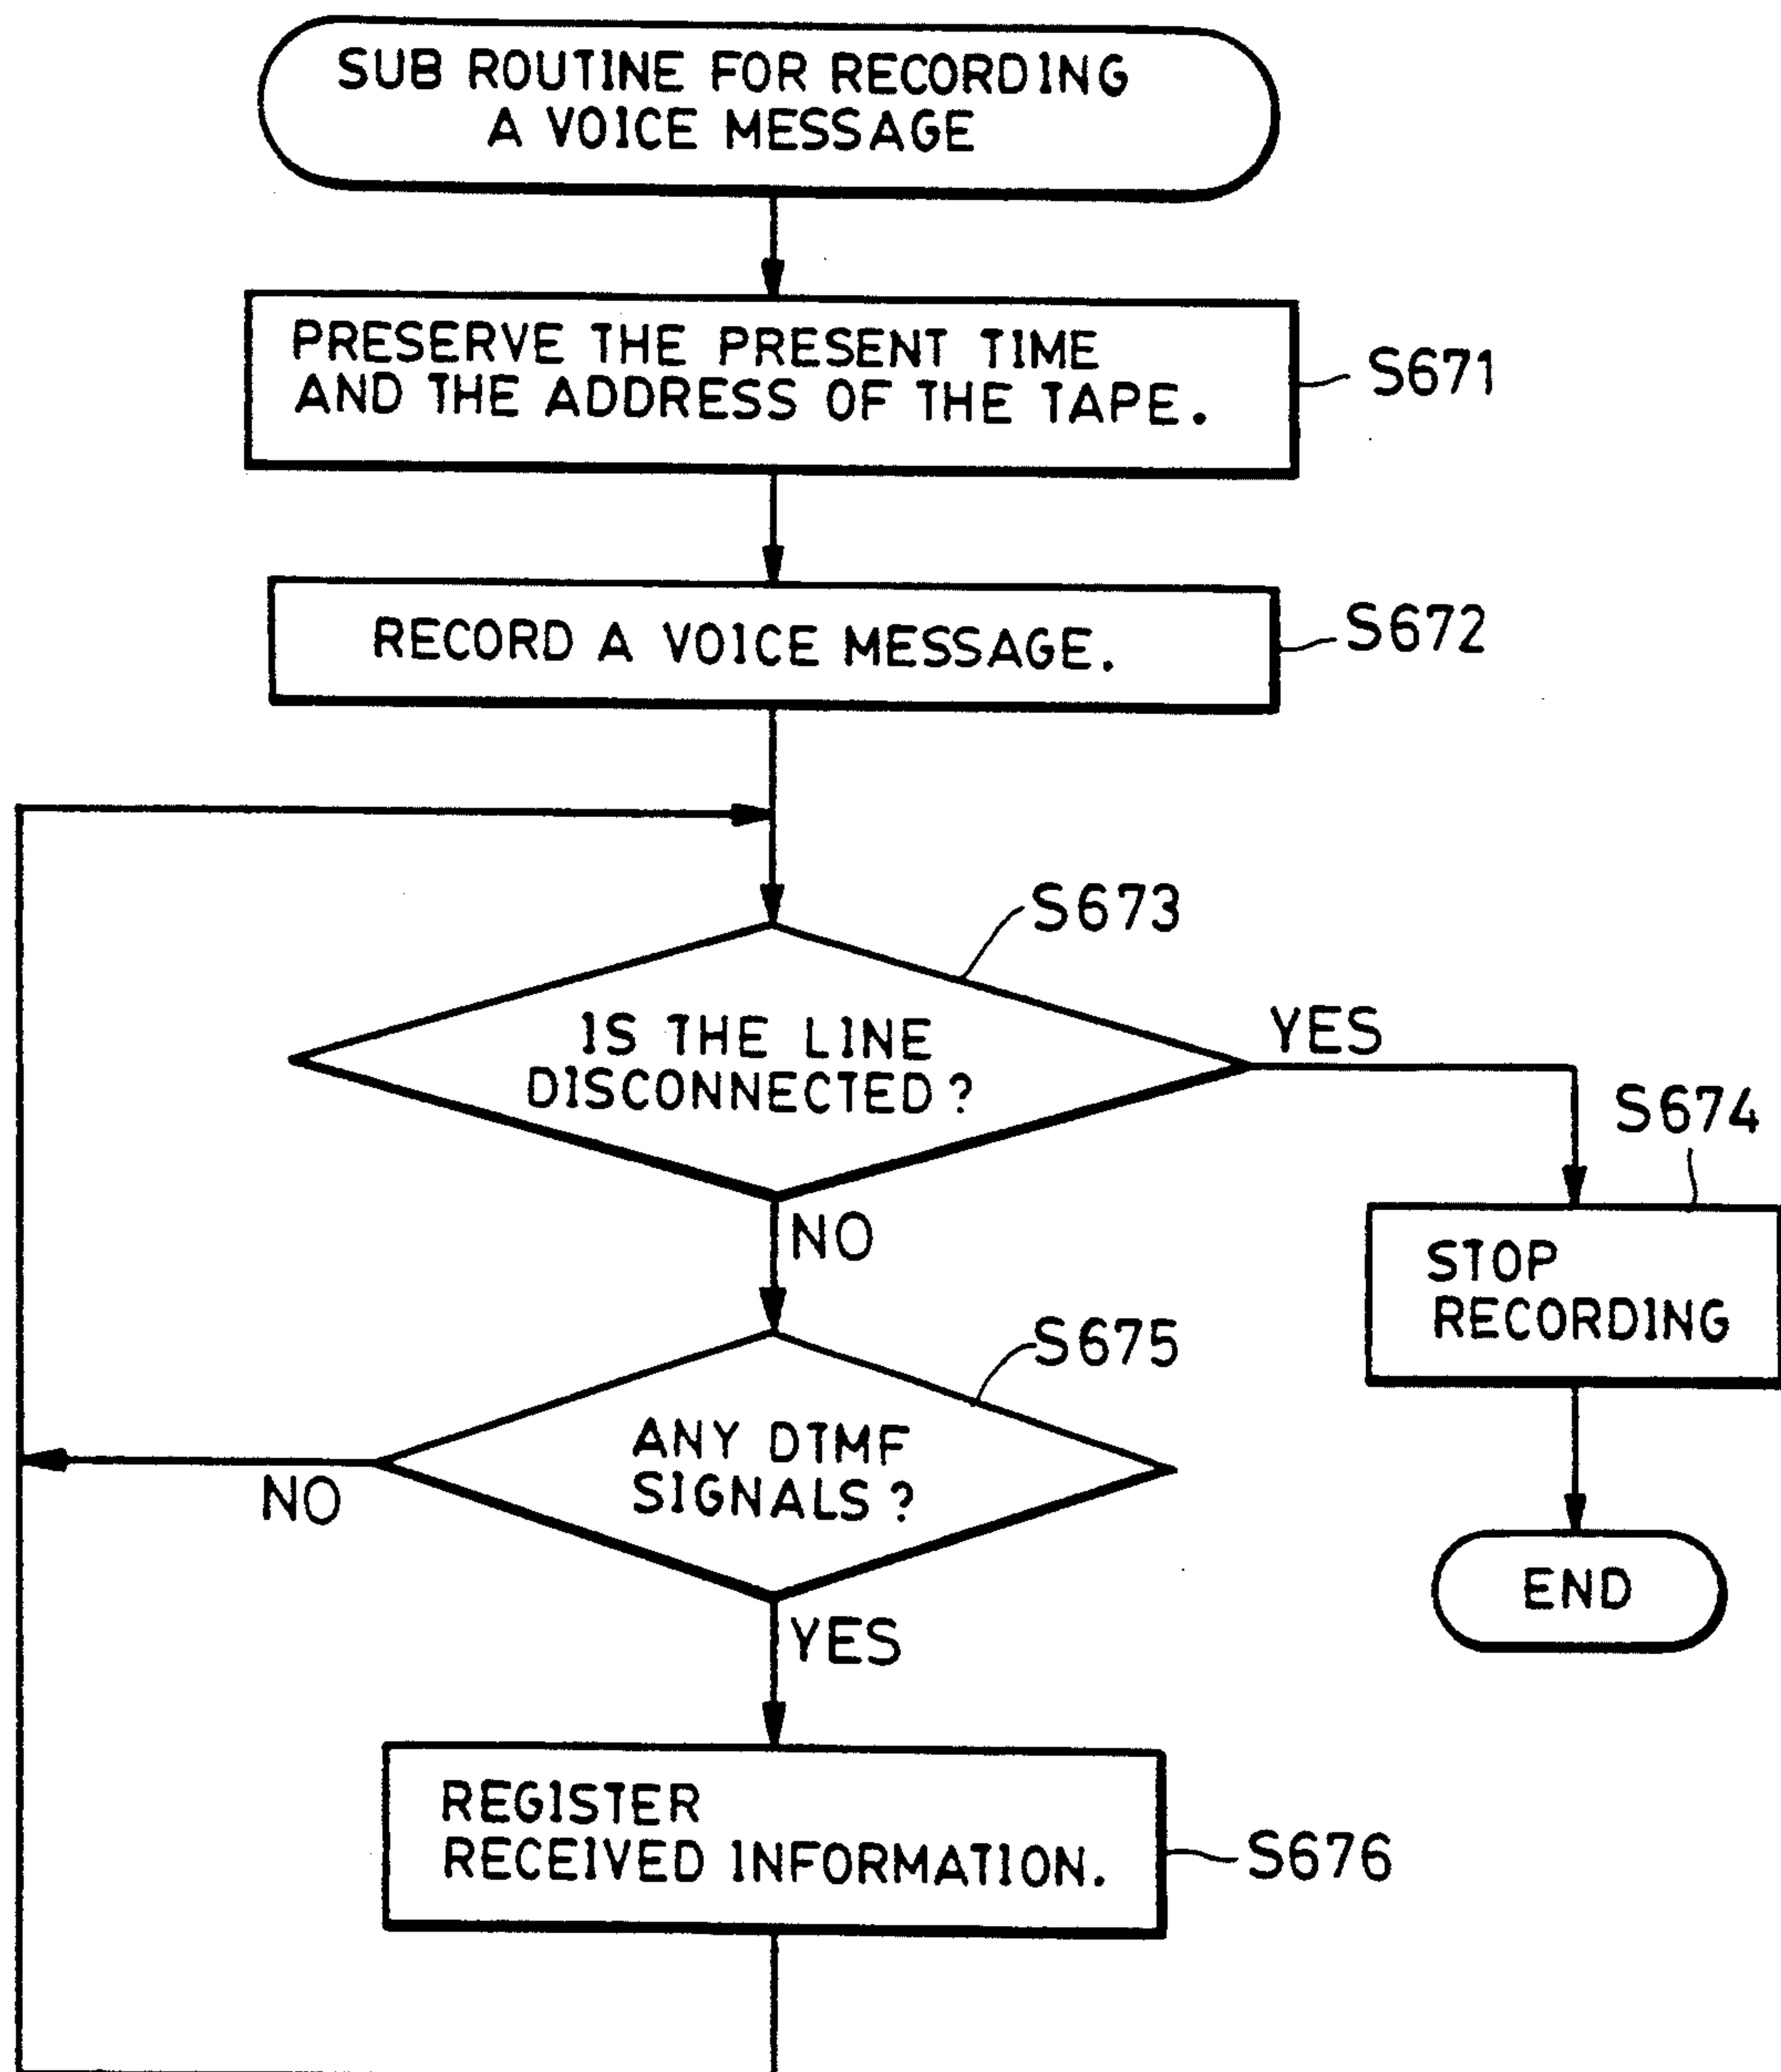 SUB ROUTINE FOR RECORDING
A VOICE MESSAGE
PRESERVE THE PRESENT TIME
AND THE ADDRESS OF THE TAPE.
S671
RECORD A VOICE MESSAGE.
S672
S673
IS THE LINE
DISCONNECTED?
YES
NO
S674
STOP
RECORDING
END
S675
ANY DTMF
SIGNALS?
NO
YES
REGISTER
RECEIVED INFORMATION.
S676